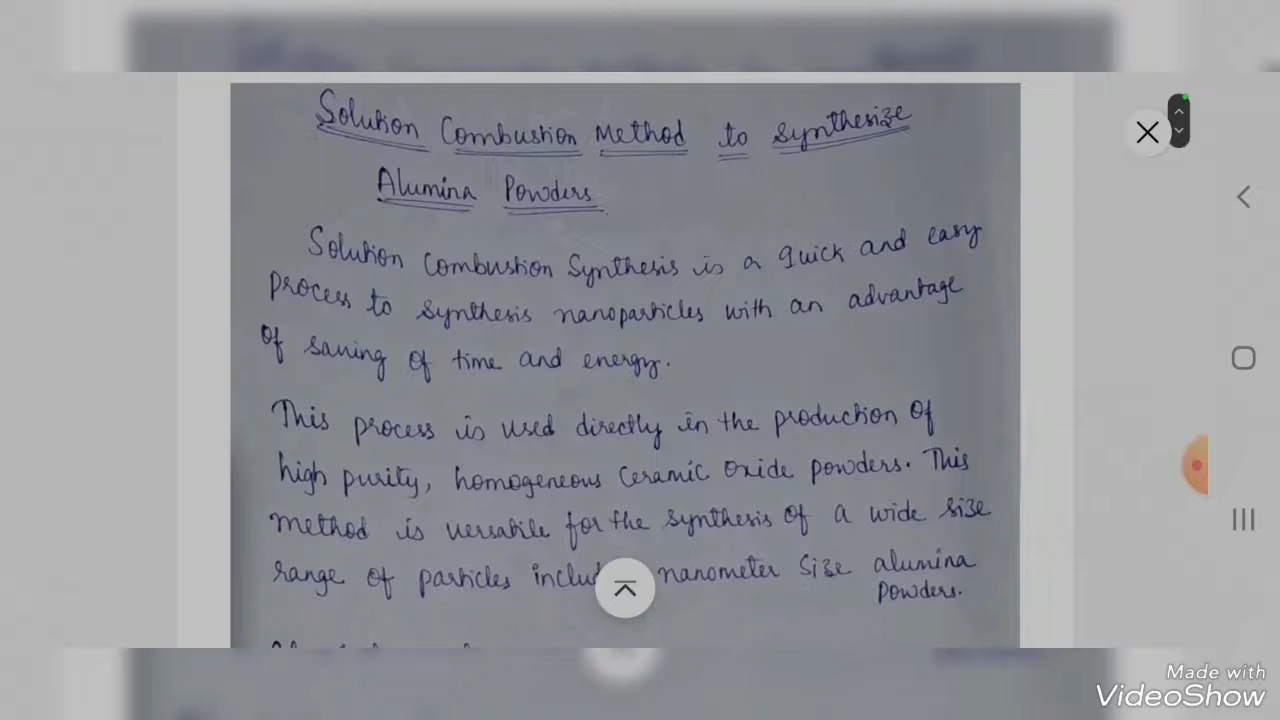 Solution Combustion Method to Synthesize
Alumina Powders
Solution Combustion Synthesis is a quick and easy
process to synthesis nanoparticles with an advantage
of saving of time and energy.
This process is used directly in the production of
high purity, homogeneous ceramic oxide powders. This
method is versatile for the synthesis of a wide size
range of particles includ nanometer size alumina
powders.
Made with
VideoShow